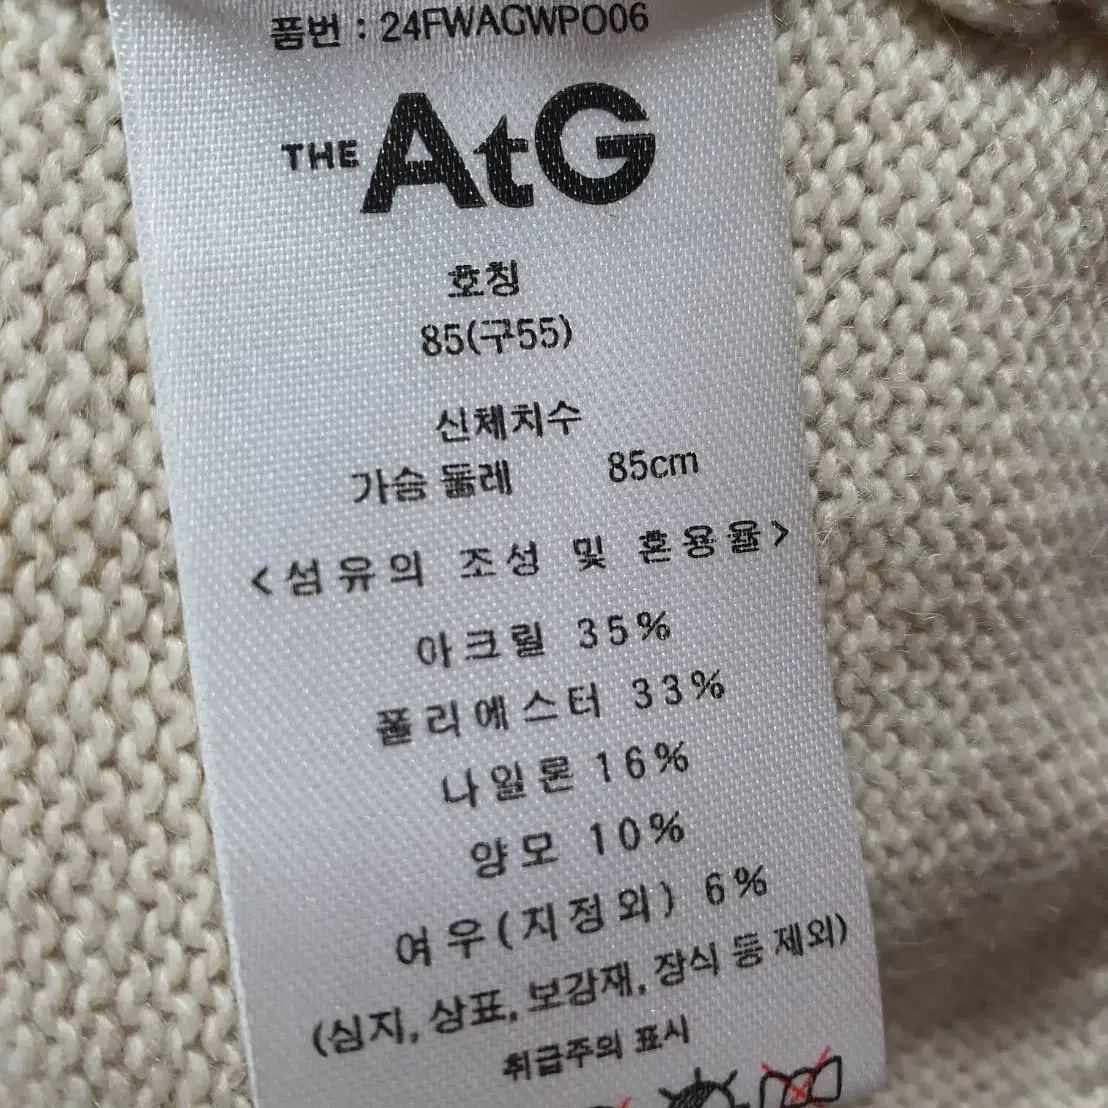 품번 : 24FWAGWPO06
THE AtG
호칭
85(구55)
신체치수
가슴 둘레 85cm
<섬유의 조성 및 혼용율>
아크릴 35%
폴리에스터 33%
나일론 16%
양모 10%
여우(지정외) 6%
(심지, 상표, 보강재, 장식 등 제외)
취급주의 표시